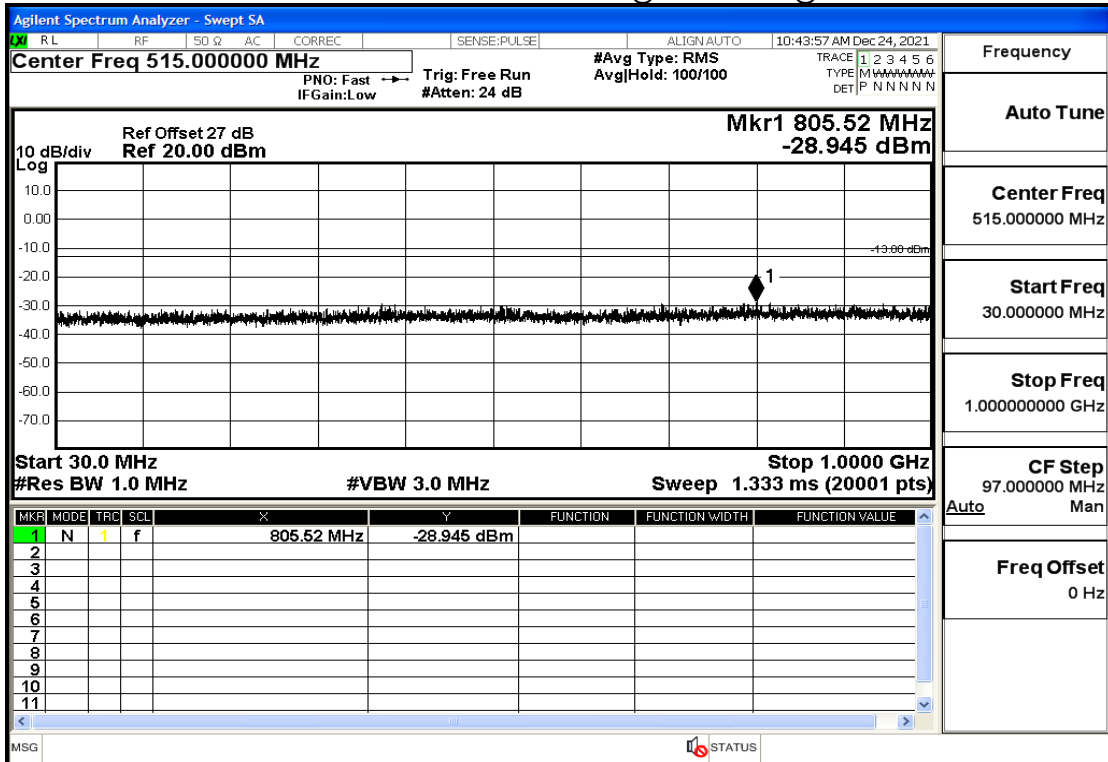 Agilent Spectrum Analyzer - Swept SA
LXI RL RF 50 Ω AC CORREC SENSE:PULSE ALIGN AUTO 10:43:57 AM Dec 24, 2021
Center Freq 515.000000 MHz
PNO: Fast
IFGain:Low
Trig: Free Run
#Atten: 24 dB
#Avg Type: RMS
Avg|Hold: 100/100
TRACE 1 2 3 4 5 6
TYPE M WWWWW
DET P N N N N N
Mkr1 805.52 MHz
-28.945 dBm
Ref Offset 27 dB
10 dB/div Ref 20.00 dBm
Log
10.0
0.00
-10.0
-13.00 dBm
-20.0
1
-30.0
-40.0
-50.0
-60.0
-70.0
Start 30.0 MHz Stop 1.0000 GHz
#Res BW 1.0 MHz #VBW 3.0 MHz Sweep 1.333 ms (20001 pts)
MKR MODE TRC SCL X Y FUNCTION FUNCTION WIDTH FUNCTION VALUE
1 N 1 f 805.52 MHz -28.945 dBm
2
3
4
5
6
7
8
9
10
11
MSG STATUS
Frequency
Auto Tune
Center Freq
515.000000 MHz
Start Freq
30.000000 MHz
Stop Freq
1.000000000 GHz
CF Step
97.000000 MHz
Auto Man
Freq Offset
0 Hz